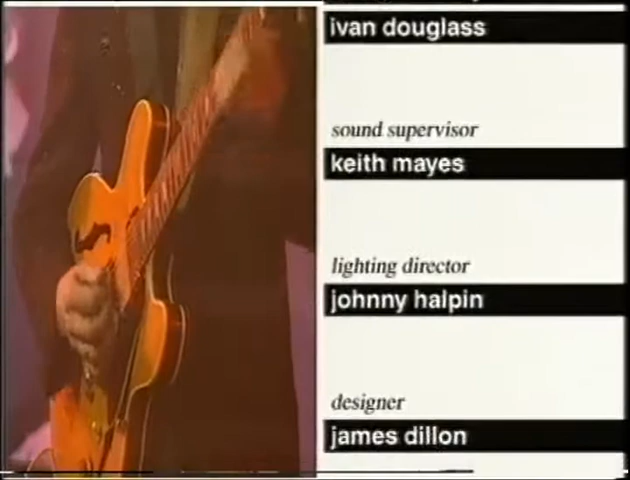 ivan douglass
sound supervisor
keith mayes
lighting director
johnny halpin
designer
james dillon